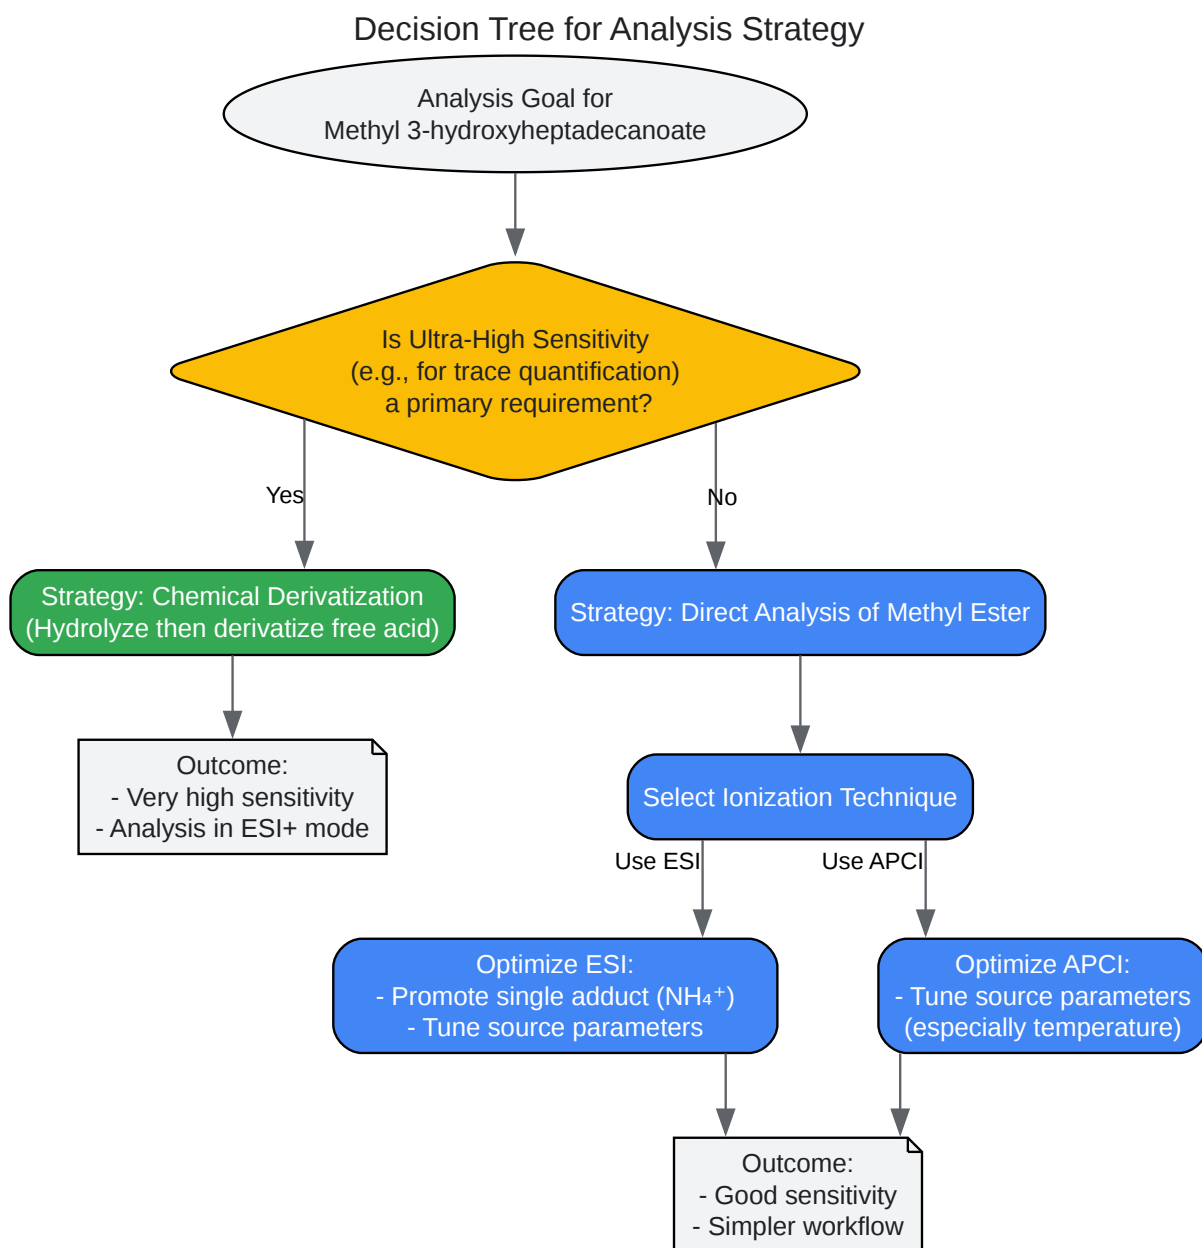 Decision Tree for Analysis Strategy
Analysis Goal for
Methyl 3-hydroxyheptadecanoate
Is Ultra-High Sensitivity
(e.g., for trace quantification)
a primary requirement?
Yes
No
Strategy: Chemical Derivatization
(Hydrolyze then derivatize free acid)
Strategy: Direct Analysis of Methyl Ester
Outcome:
- Very high sensitivity
- Analysis in ESI+ mode
Select Ionization Technique
Use ESI
Use APCI
Optimize ESI:
- Promote single adduct (NH₄⁺)
- Tune source parameters
Optimize APCI:
- Tune source parameters
(especially temperature)
Outcome:
- Good sensitivity
- Simpler workflow